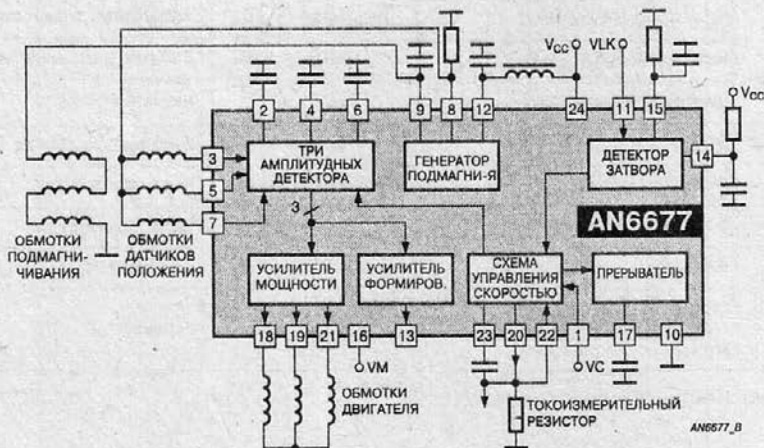 VCC VLK
VCC
2 4 6 9 8 12 24 11 15
3
5
7
ТРИ
АМПЛИТУДНЫХ
ДЕТЕКТОРА
ГЕНЕРАТОР
ПОДМАГНИ-Я
ДЕТЕКТОР
ЗАТВОРА
14
3
AN6677
ОБМОТКИ
ПОДМАГНИ-
ЧИВАНИЯ
ОБМОТКИ
ДАТЧИКОВ
ПОЛОЖЕНИЯ
УСИЛИТЕЛЬ
МОЩНОСТИ
УСИЛИТЕЛЬ
ФОРМИРОВ.
СХЕМА
УПРАВЛЕНИЯ
СКОРОСТЬЮ
ПРЕРЫВАТЕЛЬ
18 19 21 16 13 23 20 22 1 17 10
VM
VC
ОБМОТКИ
ДВИГАТЕЛЯ
ТОКОИЗМЕРИТЕЛЬНЫЙ
РЕЗИСТОР
AN6677_B